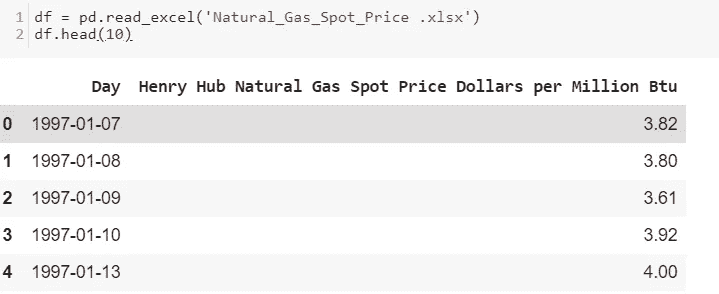 1 df = pd.read_excel('Natural_Gas_Spot_Price .xlsx')
2 df.head(10)
Day Henry Hub Natural Gas Spot Price Dollars per Million Btu
0 1997-01-07 3.82
1 1997-01-08 3.80
2 1997-01-09 3.61
3 1997-01-10 3.92
4 1997-01-13 4.00